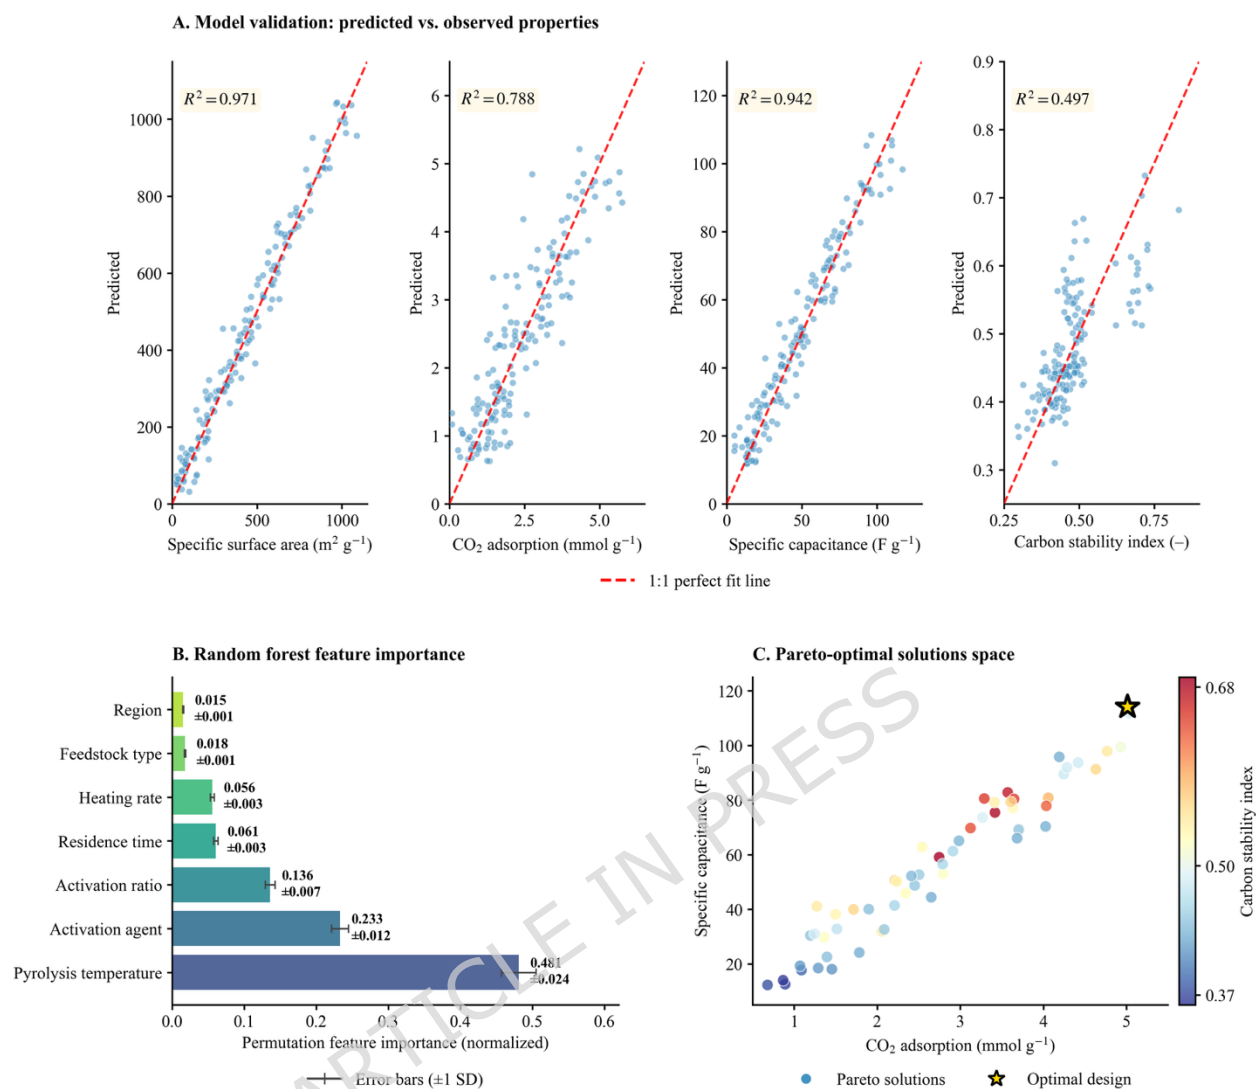 A. Model validation: predicted vs. observed properties
R² = 0.971
R² = 0.788
R² = 0.942
R² = 0.497
Predicted
1000
800
600
400
200
0
0 500 1000
Specific surface area (m² g⁻¹)
Predicted
6
5
4
3
2
1
0
0.0 2.5 5.0
CO₂ adsorption (mmol g⁻¹)
Predicted
120
100
80
60
40
20
0
0 50 100
Specific capacitance (F g⁻¹)
Predicted
0.9
0.8
0.7
0.6
0.5
0.4
0.3
0.25 0.50 0.75
Carbon stability index (–)
1:1 perfect fit line
B. Random forest feature importance
Region
0.015
±0.001
Feedstock type
0.018
±0.001
Heating rate
0.056
±0.003
Residence time
0.061
±0.003
Activation ratio
0.136
±0.007
Activation agent
0.233
±0.012
Pyrolysis temperature
0.481
±0.024
0.0 0.1 0.2 0.3 0.4 0.5 0.6
Permutation feature importance (normalized)
Error bars (±1 SD)
C. Pareto-optimal solutions space
Specific capacitance (F g⁻¹)
120
100
80
60
40
20
1 2 3 4 5
CO₂ adsorption (mmol g⁻¹)
0.68
0.50
0.37
Carbon stability index
Pareto solutions
Optimal design
ARTICLE IN PRESS